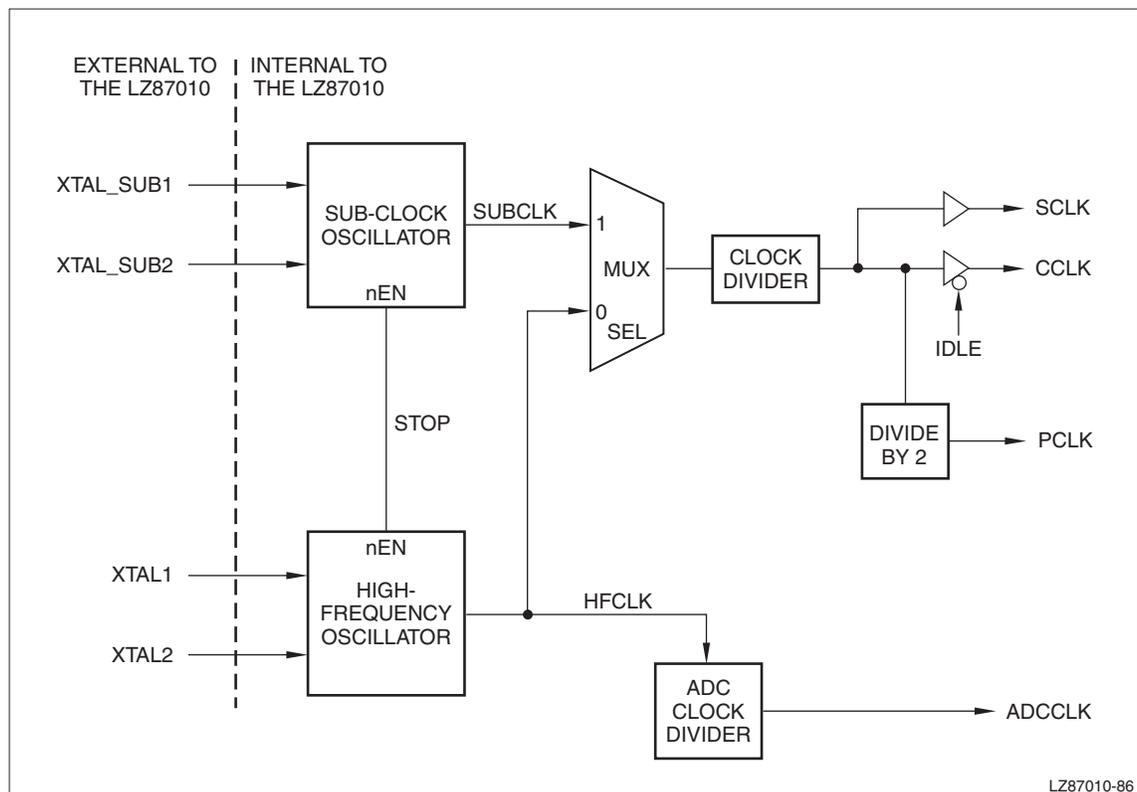 EXTERNAL TO
THE LZ87010
INTERNAL TO
THE LZ87010
XTAL_SUB1
XTAL_SUB2
SUB-CLOCK
OSCILLATOR
nEN
SUBCLK
1
MUX
0
SEL
CLOCK
DIVIDER
SCLK
CCLK
IDLE
DIVIDE
BY 2
PCLK
STOP
XTAL1
XTAL2
nEN
HIGH-
FREQUENCY
OSCILLATOR
HFCLK
ADC
CLOCK
DIVIDER
ADCCLK
LZ87010-86